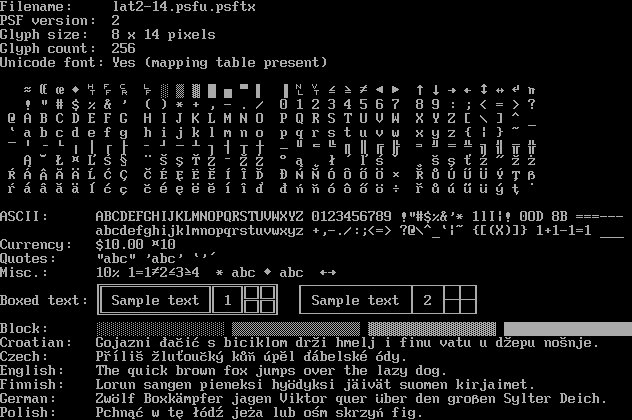 Filename:     lat2-14.psfu.psftx
PSF version:  2
Glyph size:   8 x 14 pixels
Glyph count:  256
Unicode font: Yes (mapping table present)
! " # $ % & ' ( ) * + , - . / 0 1 2 3 4 5 6 7 8 9 : ; < = > ?
@ A B C D E F G H I J K L M N O P Q R S T U V W X Y Z [ \ ] ^ _
` a b c d e f g h i j k l m n o p q r s t u v w x y z { | } ~
Ą ˘ Ł ¤ Ľ Ś § ¨ Š Ş Ť Ź - Ž Ż ° ą ˛ ł ´ ľ ś ˇ ¸ š ş ť ź ˝ ž ż
Ŕ Á Â Ă Ä Ĺ Ć Ç Č É Ę Ë Ě Í Î Ď Đ Ń Ň Ó Ô Ő Ö × Ř Ů Ú Ű Ü Ý Ţ ß
ŕ á â ă ä ĺ ć ç č é ę ë ě í î ď đ ń ň ó ô ő ö ÷ ř ů ú ű ü ý ţ ˙
ASCII:       ABCDEFGHIJKLMNOPQRSTUVWXYZ 0123456789 !"#$%&'* 1lI|! 0OD 8B =====---
abcdefghijklmnopqrstuvwxyz +,-./:;<=> ?@\^_`|~ {[(X)]} 1+1-1=1 ___
Currency:    $10.00 ¤10
Quotes:      "abc" 'abc' `'´
Misc.:       10% 1=1≠2≤3≥4  * abc ♦ abc  ↔
Boxed text:  Sample text  1  Sample text  2
Block:
Croatian:    Gojazni đačić s biciklom drži hmelj i finu vatu u džepu nošnje.
Czech:       Příliš žluťoučký kůň úpěl ďábelské ódy.
English:     The quick brown fox jumps over the lazy dog.
Finnish:     Lorun sangen pieneksi hyödyksi jäivät suomen kirjaimet.
German:      Zwölf Boxkämpfer jagen Viktor quer über den großen Sylter Deich.
Polish:      Pchnąć w tę łódź jeża lub ośm skrzyń fig.